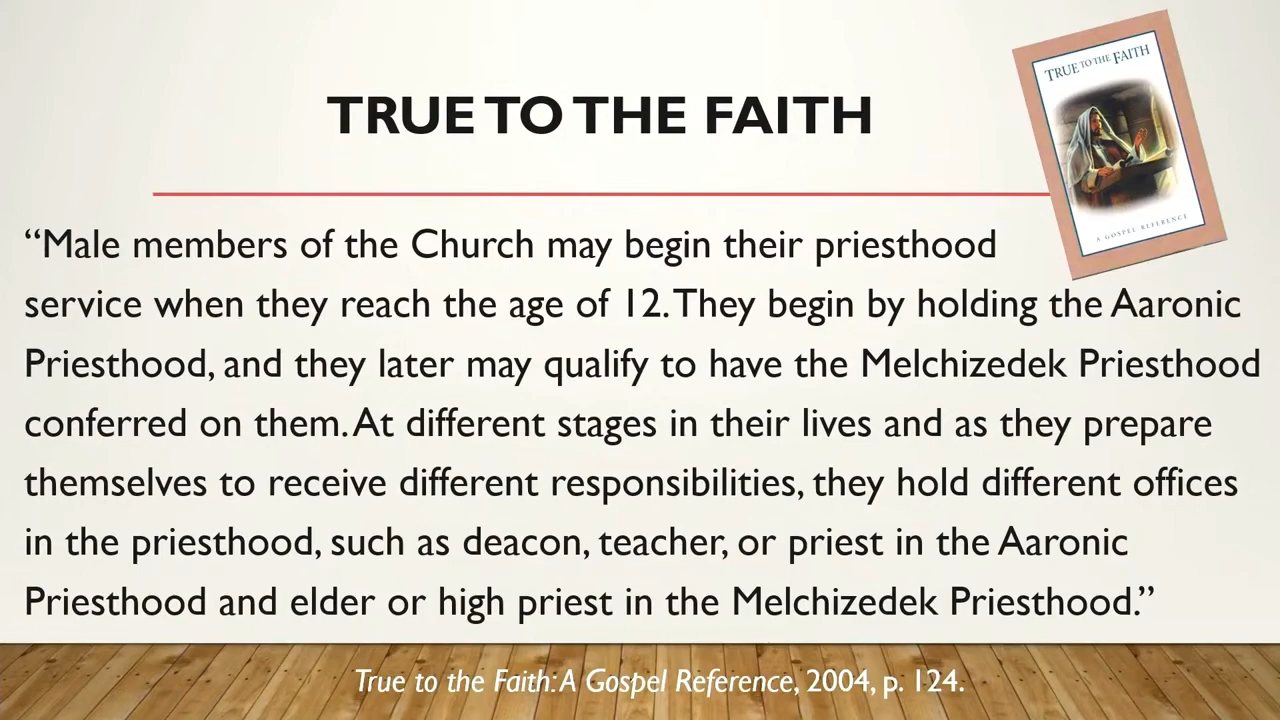 TRUE TO THE FAITH
TRUE TO THE FAITH
A GOSPEL REFERENCE
“Male members of the Church may begin their priesthood
service when they reach the age of 12. They begin by holding the Aaronic
Priesthood, and they later may qualify to have the Melchizedek Priesthood
conferred on them. At different stages in their lives and as they prepare
themselves to receive different responsibilities, they hold different offices
in the priesthood, such as deacon, teacher, or priest in the Aaronic
Priesthood and elder or high priest in the Melchizedek Priesthood.”
True to the Faith: A Gospel Reference, 2004, p. 124.